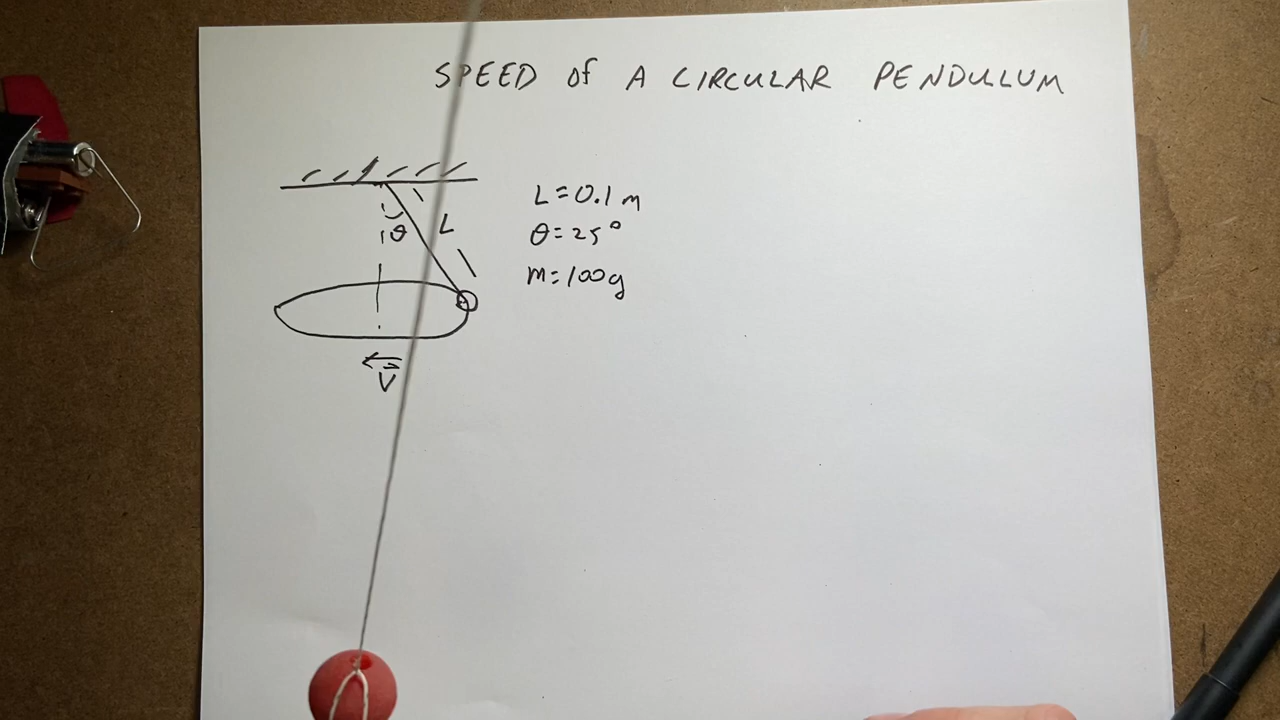 SPEED of A CIRCULAR PENDULUM
L=0.1 m
θ=25°
m=100g
θ
L
V